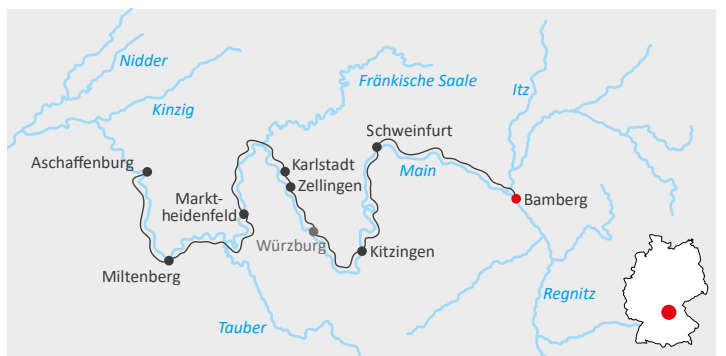 Nidder
Kinzig
Fränkische Saale
Itz
Schweinfurt
Aschaffenburg
Karlstadt
Main
Zellingen
Markt-
heidenfeld
Bamberg
Würzburg
Kitzingen
Miltenberg
Regnitz
Tauber